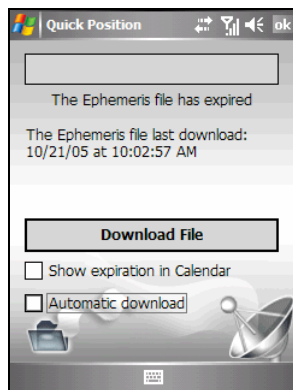 Quick Position ok
The Ephemeris file has expired
The Ephemeris file last download:
10/21/05 at 10:02:57 AM
Download File
Show expiration in Calendar
Automatic download